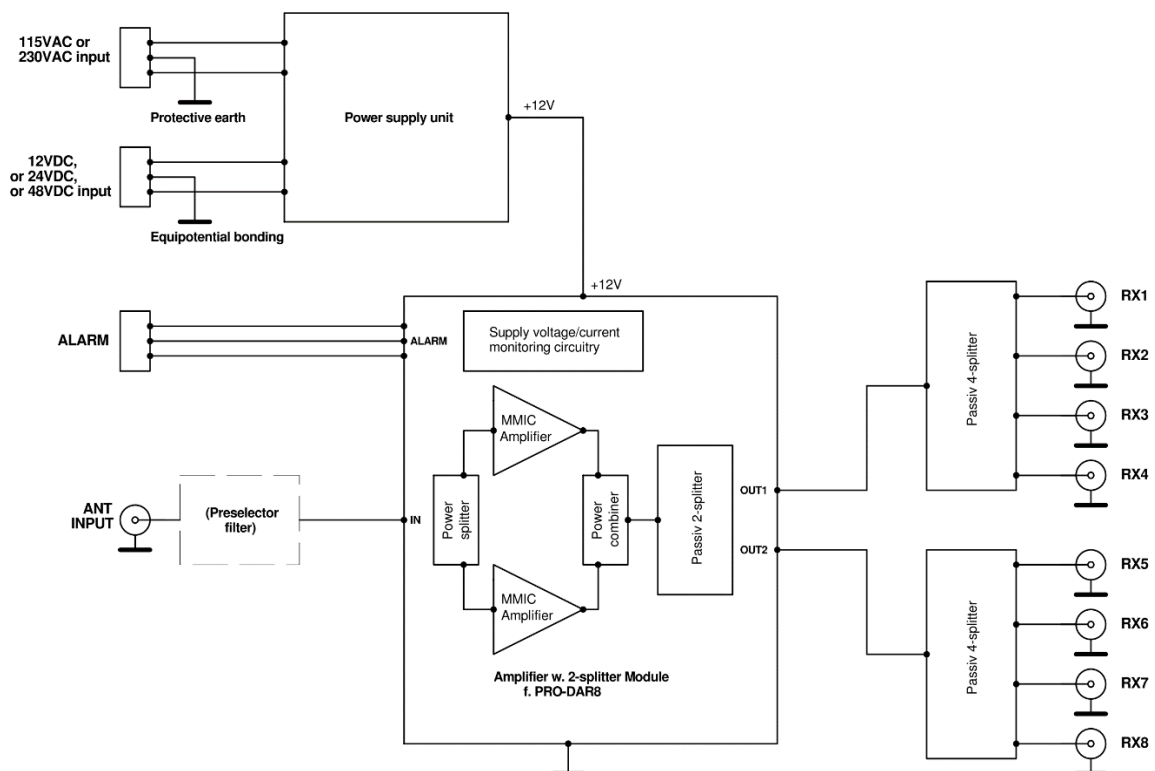 115VAC or
230VAC input
Protective earth
Power supply unit
+12V
12VDC,
or 24VDC,
or 48VDC input
Equipotential bonding
+12V
ALARM
ALARM
Supply voltage/current
monitoring circuitry
MMIC
Amplifier
ANT
INPUT
(Preselector
filter)
IN
Power
splitter
Power
combiner
Passiv 2-splitter
OUT1
OUT2
MMIC
Amplifier
Amplifier w. 2-splitter Module
f. PRO-DAR8
Passiv 4-splitter
RX1
RX2
RX3
RX4
Passiv 4-splitter
RX5
RX6
RX7
RX8